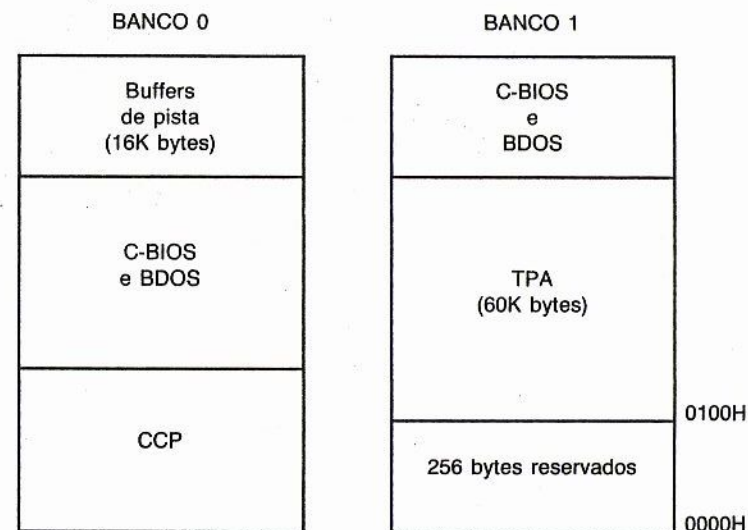 BANCO 0
Buffers
de pista
(16K bytes)
C-BIOS
e BDOS
CCP
BANCO 1
C-BIOS
e
BDOS
TPA
(60K bytes)
0100H
256 bytes reservados
0000H